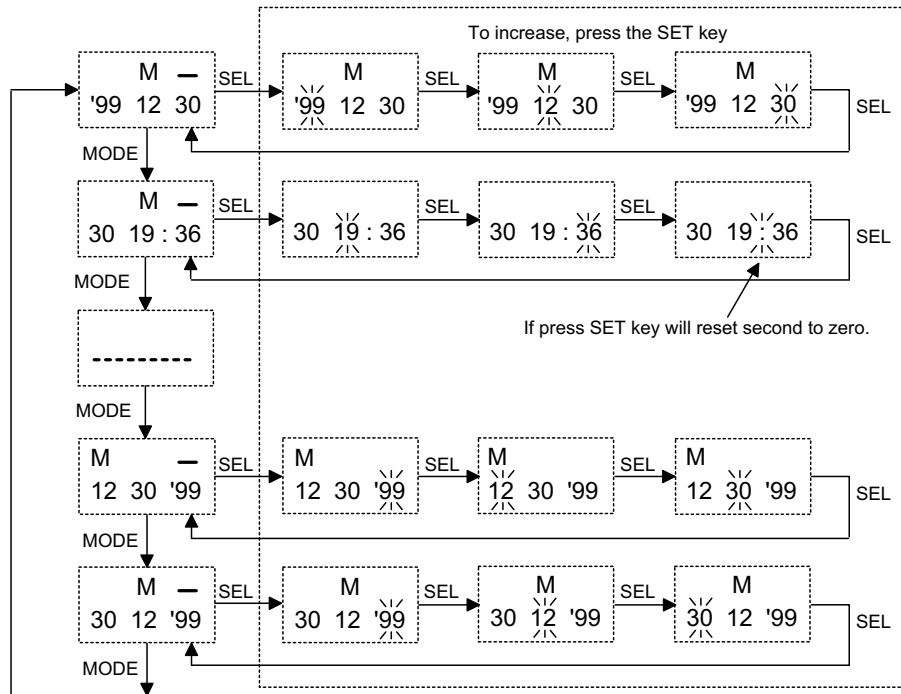 To increase, press the SET key
M – SEL M SEL M SEL M
'99 12 30 '99 12 30 '99 12 30 '99 12 30 SEL
MODE
M – SEL SEL SEL
30 19 : 36 30 19 : 36 30 19 : 36 30 19 : 36 SEL
MODE
If press SET key will reset second to zero.
---------
MODE
M – SEL M SEL M SEL M
12 30 '99 12 30 '99 12 30 '99 12 30 '99 SEL
MODE
M – SEL M SEL M SEL M
30 12 '99 30 12 '99 30 12 '99 30 12 '99 SEL
MODE